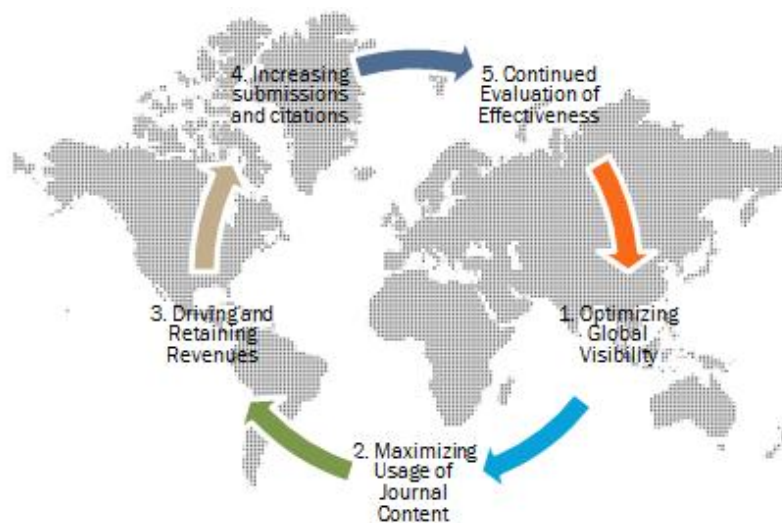 4. Increasing
submissions
and citations
5. Continued
Evaluation of
Effectiveness
3. Driving and
Retaining
Revenues
1. Optimizing
Global
Visibility
2. Maximizing
Usage of
Journal
Content